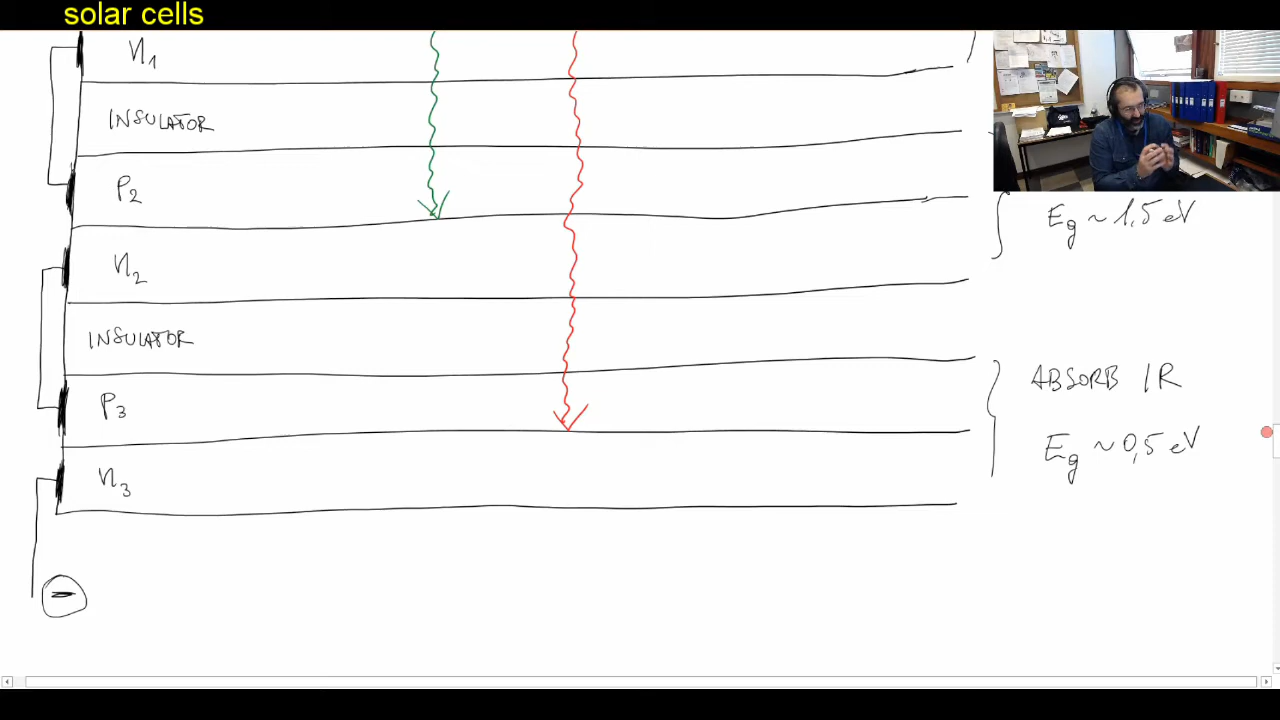 solar cells
n1
INSULATOR
P2
Eg ~ 1,5 eV
n2
INSULATOR
ABSORB IR
P3
Eg ~ 0,5 eV
n3
-